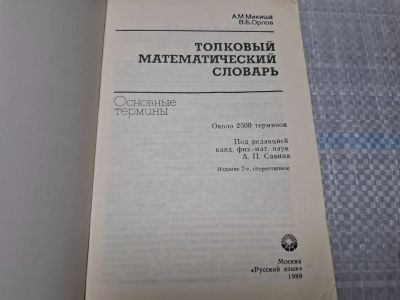 А.М.Микиша
В.Б.Орлов
ТОЛКОВЫЙ
МАТЕМАТИЧЕСКИЙ
СЛОВАРЬ
Основные
термины
Около 2500 терминов
Под редакцией
канд. физ.-мат. наук
А. П. Савина
Издание 2-е, стереотипное
Москва
«Русский язык»
1989